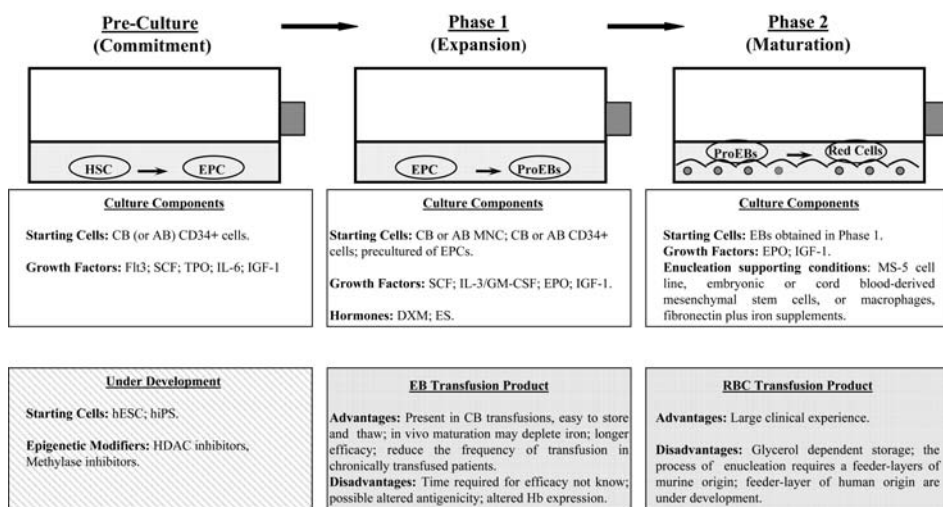 Pre-Culture
(Commitment)
Phase 1
(Expansion)
Phase 2
(Maturation)
HSC
EPC
EPC
ProEBs
ProEBs
Red Cells
Culture Components
Starting Cells: CB (or AB) CD34+ cells.
Growth Factors: Flt3; SCF; TPO; IL-6; IGF-1
Culture Components
Starting Cells: CB or AB MNC; CB or AB CD34+
cells; precultured of EPCs.
Growth Factors: SCF; IL-3/GM-CSF; EPO; IGF-1.
Hormones: DXM; ES.
Culture Components
Starting Cells: EBs obtained in Phase 1.
Growth Factors: EPO; IGF-1.
Enucleation supporting conditions: MS-5 cell
line, embryonic or cord blood-derived
mesenchymal stem cells, or macrophages,
fibronectin plus iron supplements.
Under Development
Starting Cells: hESC; hiPS.
Epigenetic Modifiers: HDAC inhibitors,
Methylase inhibitors.
EB Transfusion Product
Advantages: Present in CB transfusions, easy to store
and thaw; in vivo maturation may deplete iron; longer
efficacy; reduce the frequency of transfusion in
chronically transfused patients.
Disadvantages: Time required for efficacy not know;
possible altered antigenicity; altered Hb expression.
RBC Transfusion Product
Advantages: Large clinical experience.
Disadvantages: Glycerol dependent storage; the
process of enucleation requires a feeder-layers of
murine origin; feeder-layer of human origin are
under development.